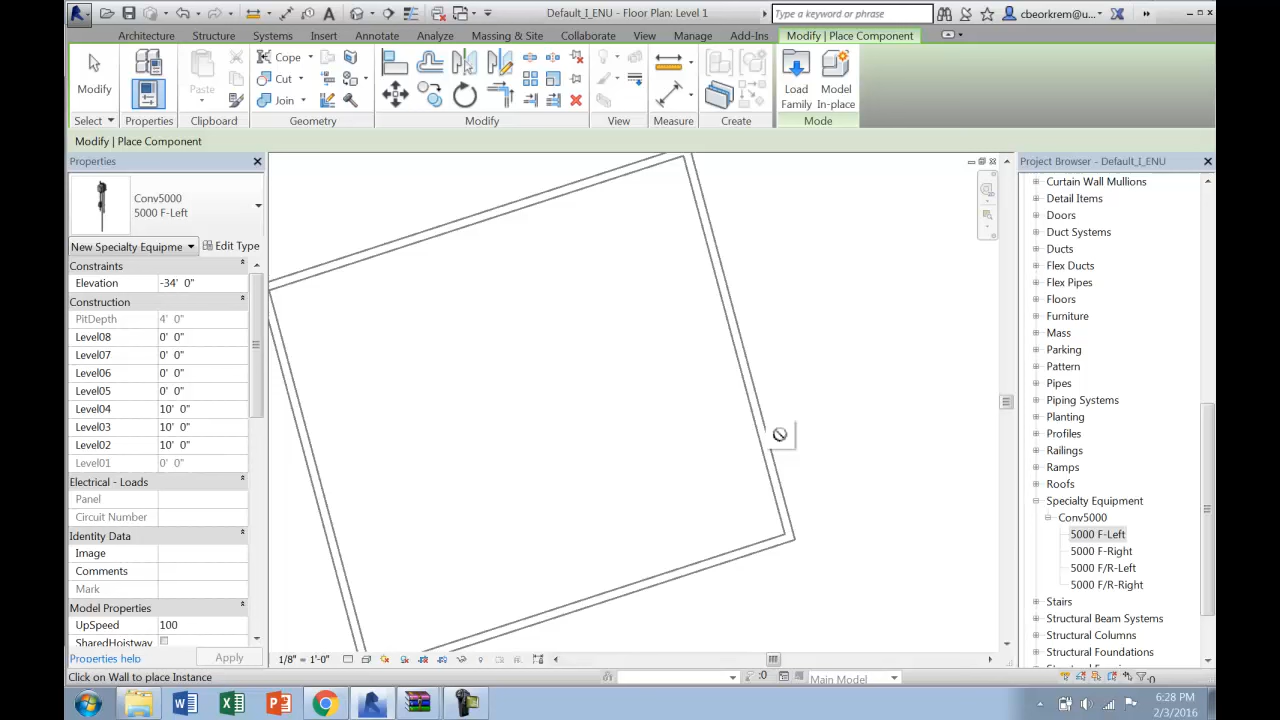 Default_I_ENU - Floor Plan: Level 1
Type a keyword or phrase
cbeorkrem@u...
Architecture Structure Systems Insert Annotate Analyze Massing & Site Collaborate View Manage Add-Ins Modify | Place Component
Modify
Paste
Cope
Cut
Join
Load Family
Model In-place
Select Properties Clipboard Geometry Modify View Measure Create Mode
Modify | Place Component
Properties
Conv5000
5000 F-Left
New Specialty Equipme
Edit Type
Constraints
Elevation -34' 0"
Construction
PitDepth 4' 0"
Level08 0' 0"
Level07 0' 0"
Level06 0' 0"
Level05 0' 0"
Level04 10' 0"
Level03 10' 0"
Level02 10' 0"
Level01 0' 0"
Electrical - Loads
Panel
Circuit Number
Identity Data
Image
Comments
Mark
Model Properties
UpSpeed 100
SharedHoistway
Properties help
Apply
1/8" = 1'-0"
Project Browser - Default_I_ENU
Curtain Wall Mullions
Detail Items
Doors
Duct Systems
Ducts
Flex Ducts
Flex Pipes
Floors
Furniture
Mass
Parking
Pattern
Pipes
Piping Systems
Planting
Profiles
Railings
Ramps
Roofs
Specialty Equipment
Conv5000
5000 F-Left
5000 F-Right
5000 F/R-Left
5000 F/R-Right
Stairs
Structural Beam Systems
Structural Columns
Structural Foundations
Click on Wall to place Instance
:0
Main Model
:0
6:28 PM
2/3/2016